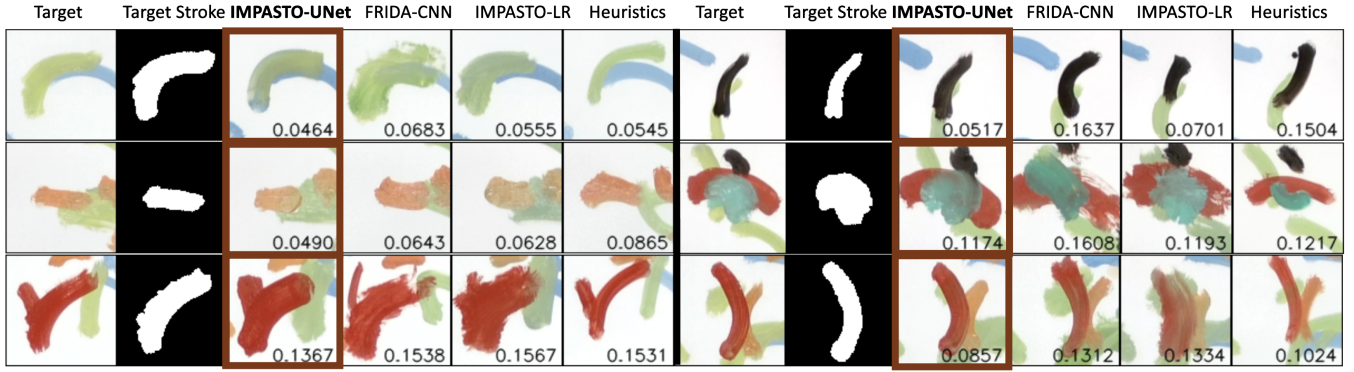 Target Target Stroke IMPASTO-UNet FRIDA-CNN IMPASTO-LR Heuristics Target Target Stroke IMPASTO-UNet FRIDA-CNN IMPASTO-LR Heuristics
0.0464 0.0683 0.0555 0.0545 0.0517 0.1637 0.0701 0.1504
0.0490 0.0643 0.0628 0.0865 0.1174 0.1608 0.1193 0.1217
0.1367 0.1538 0.1567 0.1531 0.0857 0.1312 0.1334 0.1024